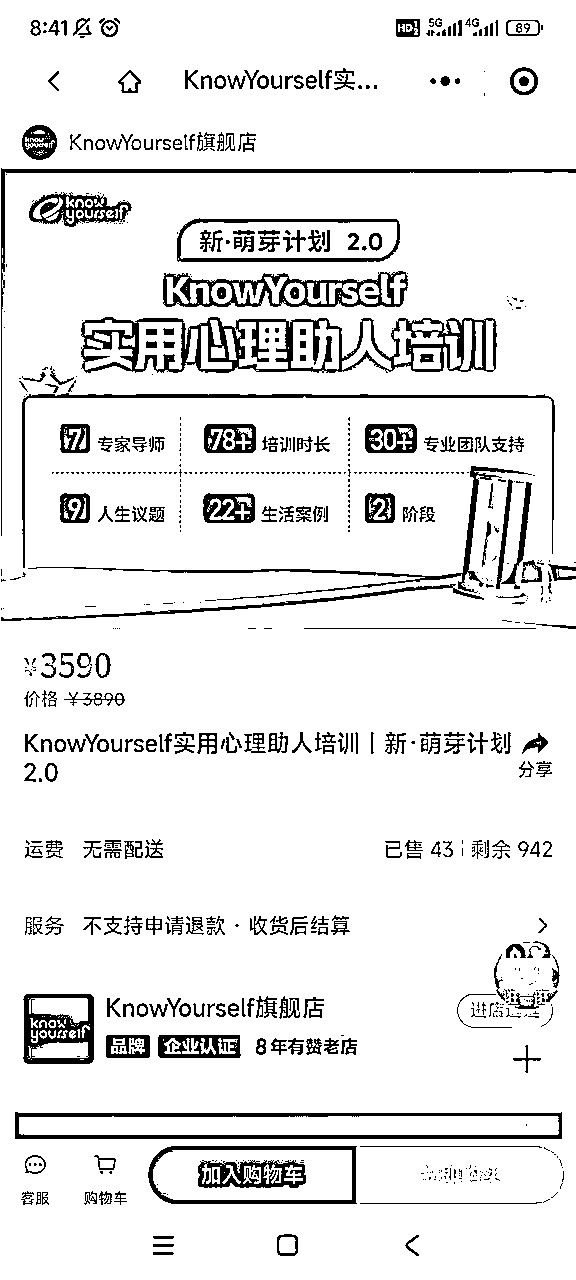 8:41 HD 5G 4G 89
KnowYourself实...
know yourself KnowYourself旗舰店
know
yourself
新·萌芽计划 2.0
KnowYourself
实用心理助人培训
7 专家导师 78+ 培训时长 30+ 专业团队支持
9 人生议题 22+ 生活案例 2 阶段
¥3590
价格 ¥3890
KnowYourself实用心理助人培训丨新·萌芽计划
2.0
分享
运费 无需配送 已售 43 剩余 942
服务 不支持申请退款 · 收货后结算
know
yourself
KnowYourself旗舰店
进店
品牌 企业认证 8年有赞老店
客服 购物车 加入购物车